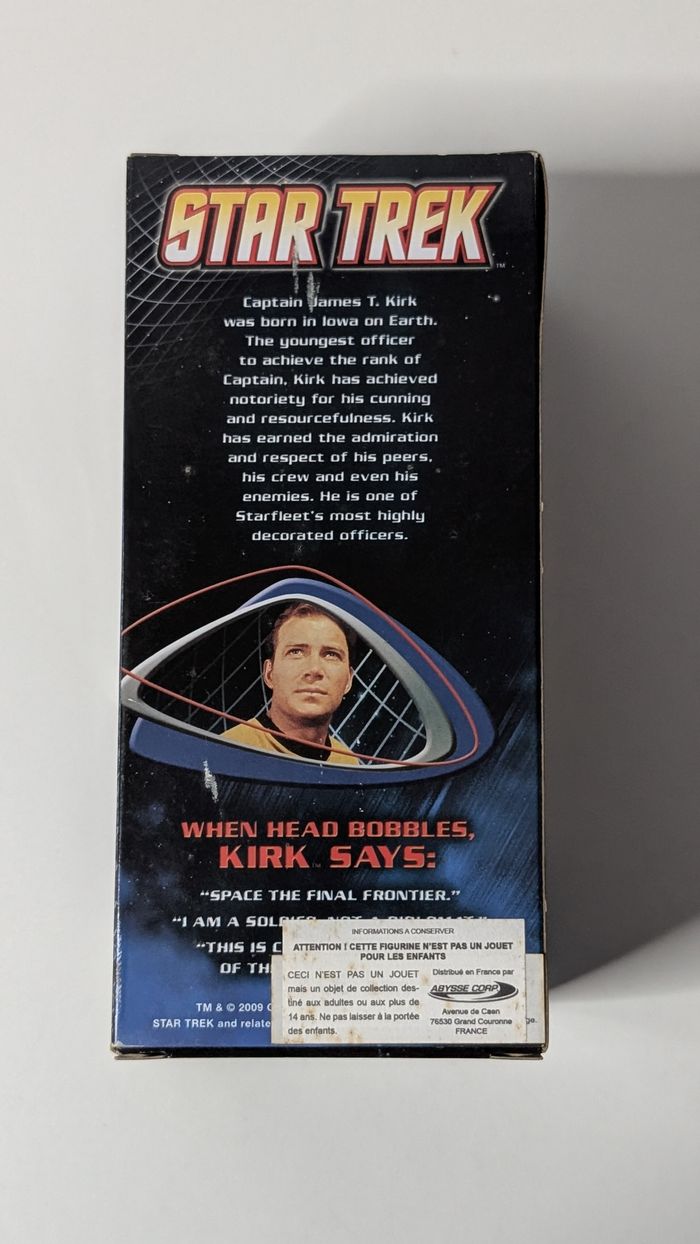 STAR TREK
™
Captain James T. Kirk
was born in Iowa on Earth.
The youngest officer
to achieve the rank of
Captain, Kirk has achieved
notoriety for his cunning
and resourcefulness. Kirk
has earned the admiration
and respect of his peers,
his crew and even his
enemies. He is one of
Starfleet's most highly
decorated officers.
WHEN HEAD BOBBLES,
KIRK™ SAYS:
“SPACE THE FINAL FRONTIER.”
“I AM A SOLDIER, NOT A DIPLOMAT.”
“THIS IS
OF
TM & © 2009
STAR TREK and
INFORMATIONS A CONSERVER
ATTENTION ! CETTE FIGURINE N'EST PAS UN JOUET
POUR LES ENFANTS
CECI N'EST PAS UN JOUET
mais un objet de collection des-
tiné aux adultes ou aux plus de
14 ans. Ne pas laisser à la portée
des enfants.
Distribué en France par
ABYSSE CORP.
Avenue de Caen
76530 Grand Couronne
FRANCE